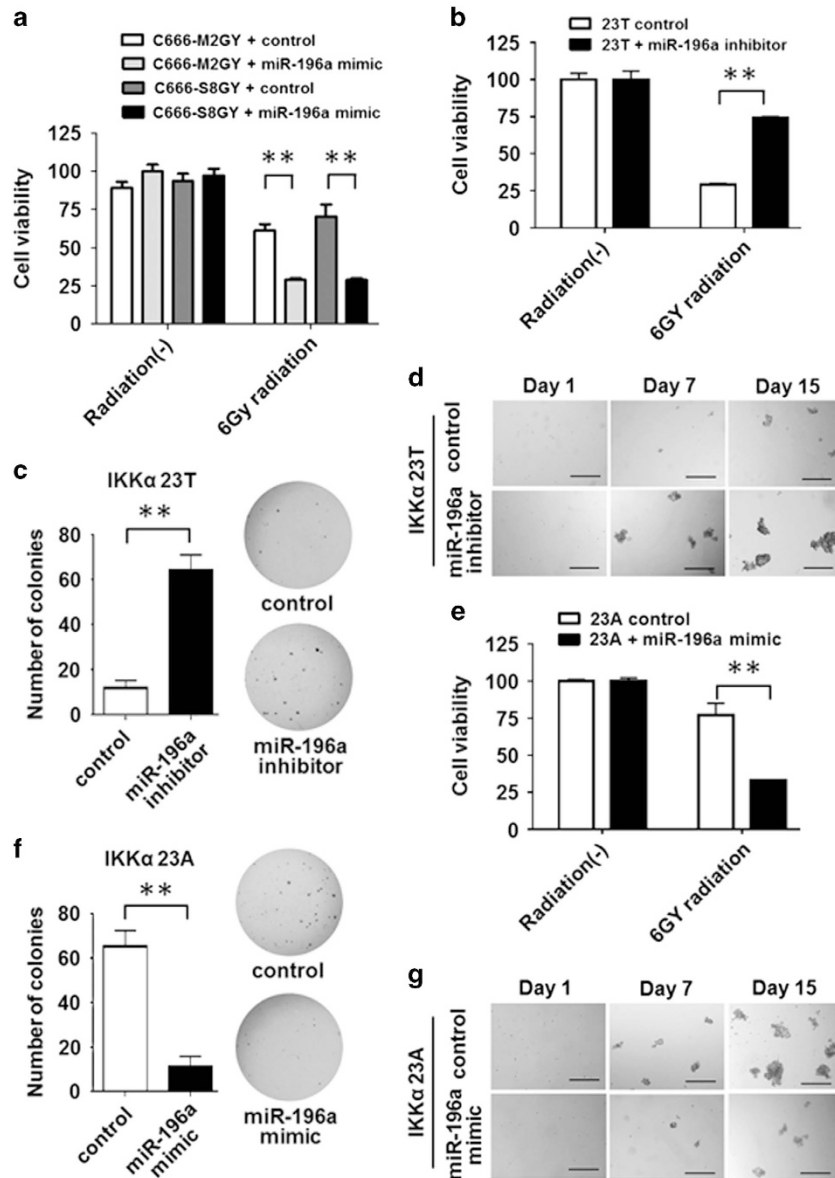 a
C666-M2GY + control
C666-M2GY + miR-196a mimic
C666-S8GY + control
C666-S8GY + miR-196a mimic
Cell viability
125
100
75
50
25
0
** **
Radiation(-)
6Gy radiation
b
23T control
23T + miR-196a inhibitor
Cell viability
125
100
75
50
25
0
**
Radiation(-)
6GY radiation
c
IKKα 23T
Number of colonies
80
60
40
20
0
**
control
miR-196a
inhibitor
control
miR-196a
inhibitor
d
Day 1 Day 7 Day 15
IKKα 23T
control
miR-196a
inhibitor
e
23A control
23A + miR-196a mimic
Cell viability
125
100
75
50
25
0
**
Radiation(-)
6GY radiation
f
IKKα 23A
Number of colonies
80
60
40
20
0
**
control
miR-196a
mimic
control
miR-196a
mimic
g
Day 1 Day 7 Day 15
IKKα 23A
control
miR-196a
mimic